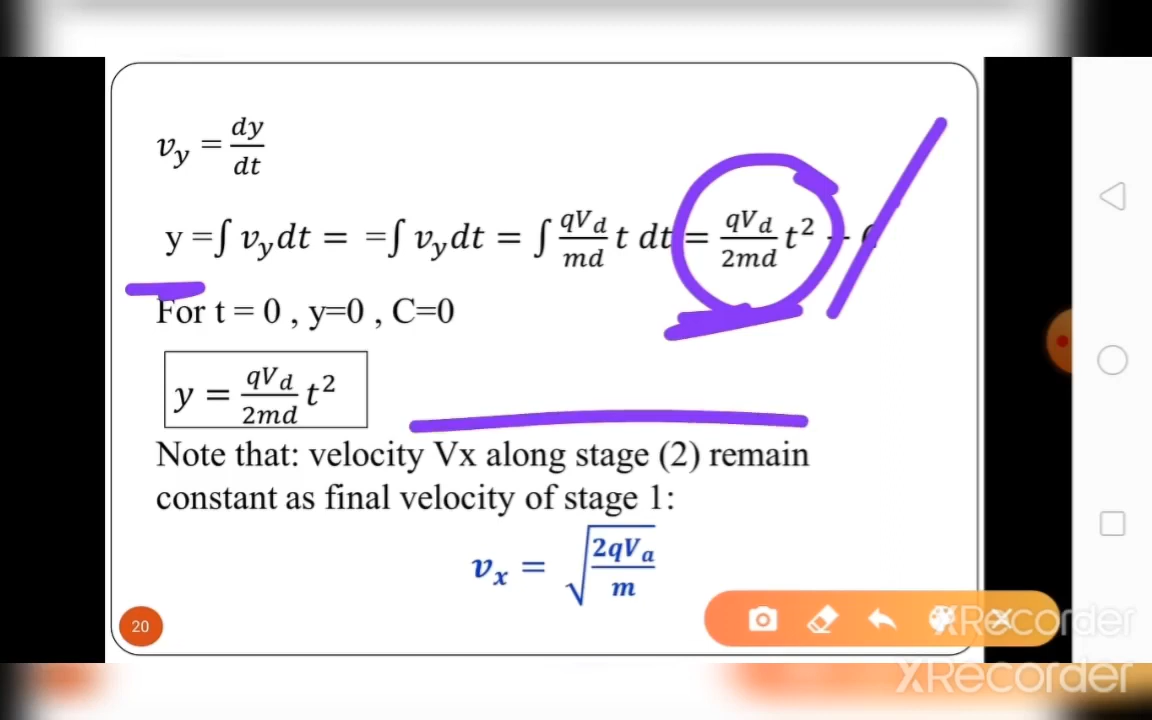 v_y = dy/dt
y =∫ v_y dt = =∫ v_y dt = ∫ qV_d/md t dt = qV_d/2md t² +
For t = 0 , y=0 , C=0
y = qV_d/2md t²
Note that: velocity Vx along stage (2) remain
constant as final velocity of stage 1:
v_x = √(2qV_a/m)
20
XRecorder
XRecorder